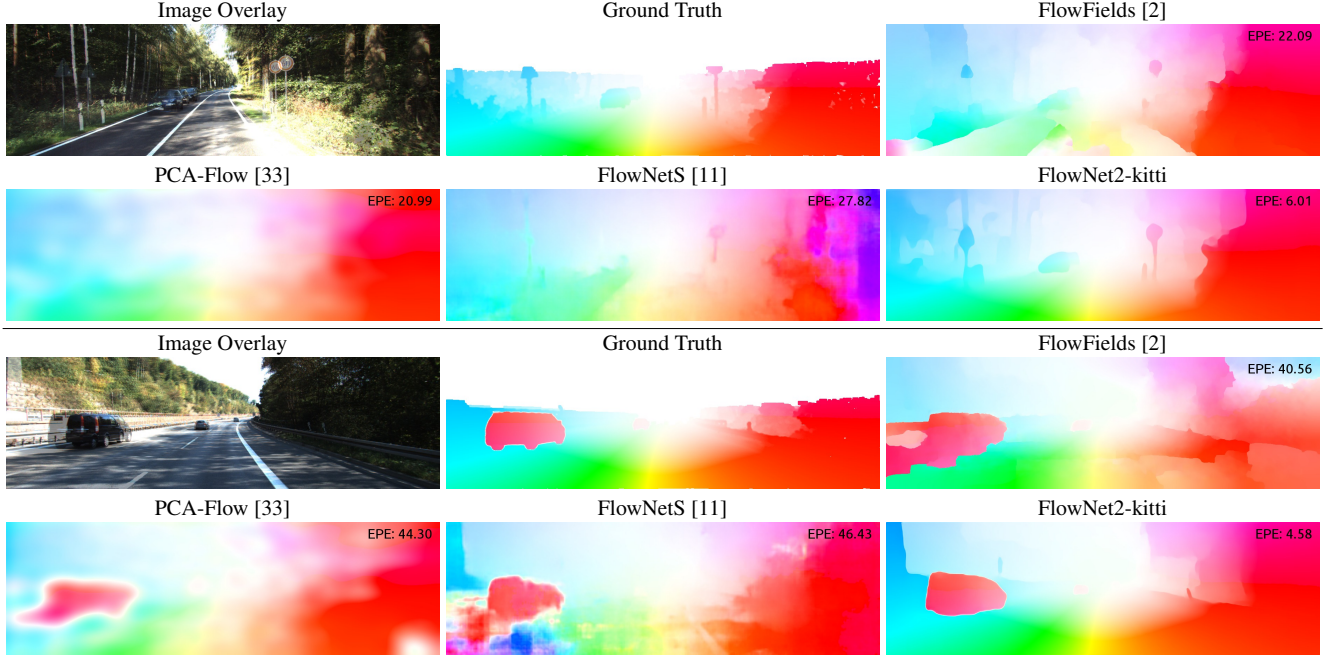 Image Overlay
Ground Truth
FlowFields [2]
EPE: 22.09
PCA-Flow [33]
FlowNetS [11]
FlowNet2-kitti
EPE: 20.99
EPE: 27.82
EPE: 6.01
Image Overlay
Ground Truth
FlowFields [2]
EPE: 40.56
PCA-Flow [33]
FlowNetS [11]
FlowNet2-kitti
EPE: 44.30
EPE: 46.43
EPE: 4.58